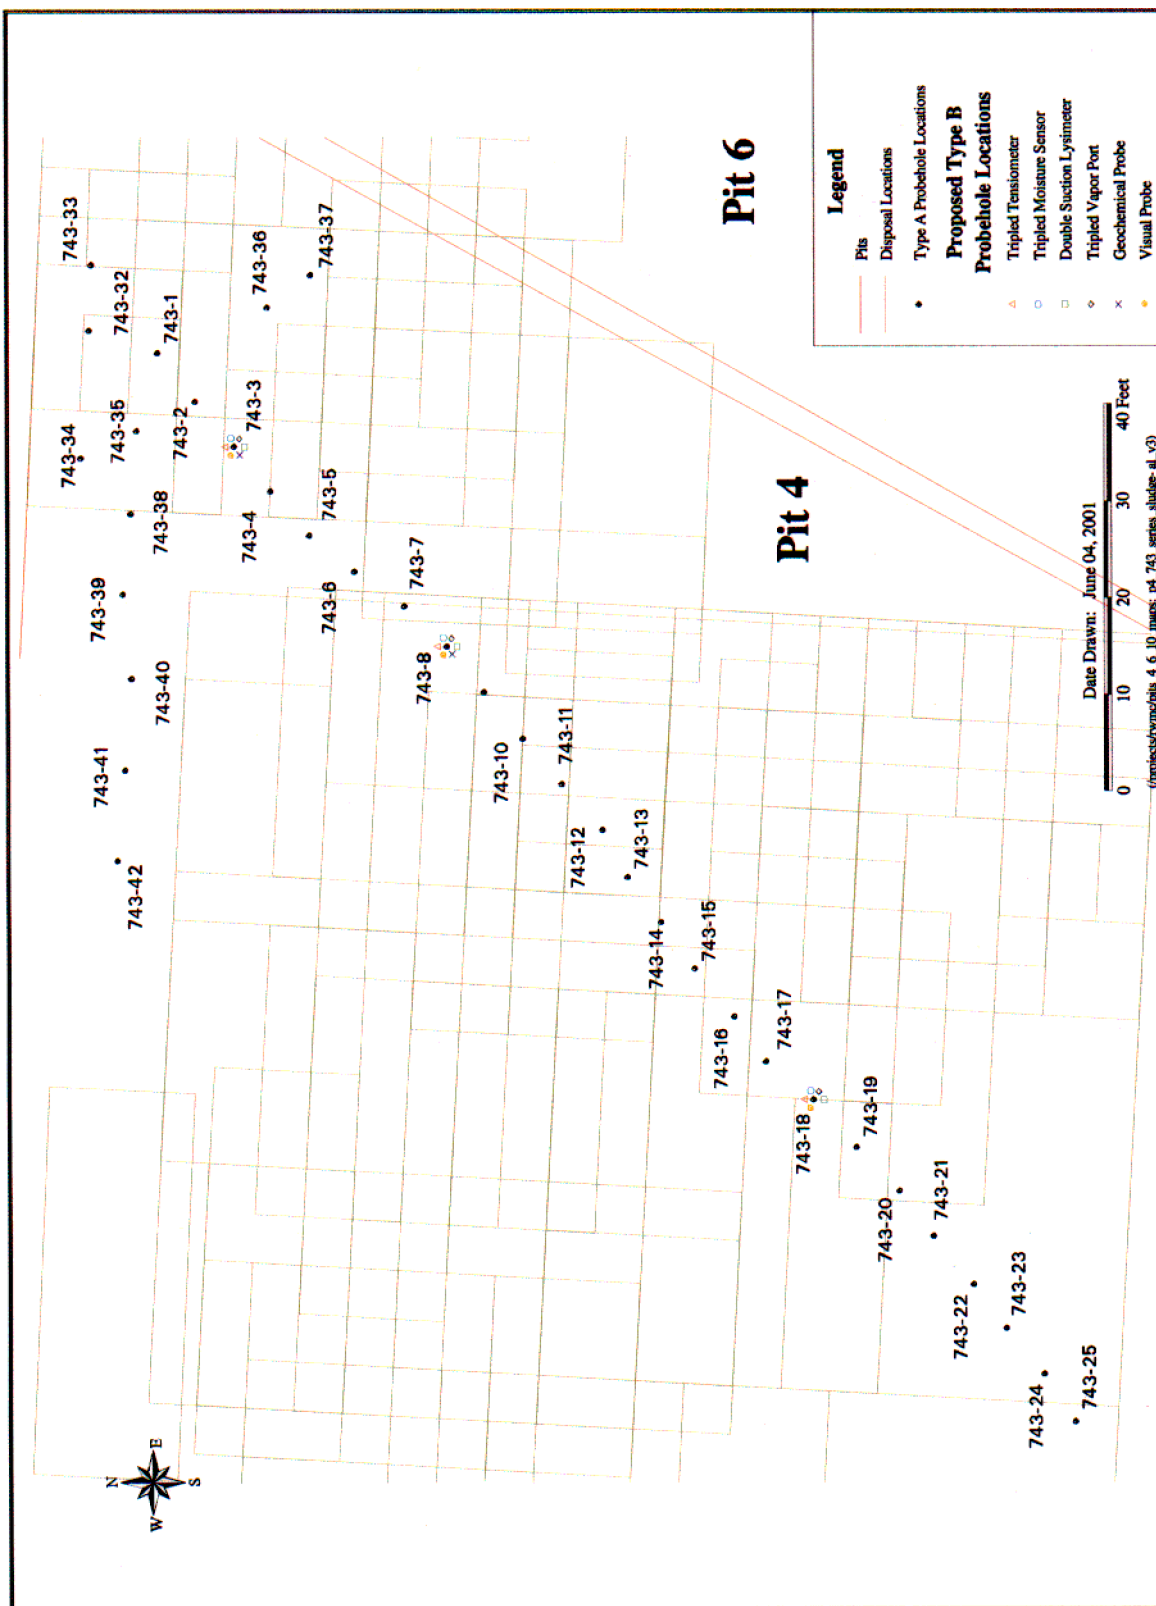 743-33
743-32
743-1
743-36
743-37
743-34
743-35
743-2
743-3
743-38
743-4
743-5
743-39
743-6
743-7
743-40
743-8
743-41
743-10
743-11
743-42
743-12
743-13
743-14
743-15
743-16
743-17
743-18
743-19
743-20
743-21
743-22
743-23
743-24
743-25
Pit 6
Pit 4
N
W
E
S
Legend
Pits
Disposal Locations
Type A Probehole Locations
Proposed Type B
Probehole Locations
Tripled Tensiometer
Tripled Moisture Sensor
Double Suction Lysimeter
Tripled Vapor Port
Geochemical Probe
Visual Probe
Date Drawn: June 04, 2001
0 10 20 30 40 Feet
(/projects/rwmc/pits_4_6_10_maps: p4_743_series_sludge-al_v3)